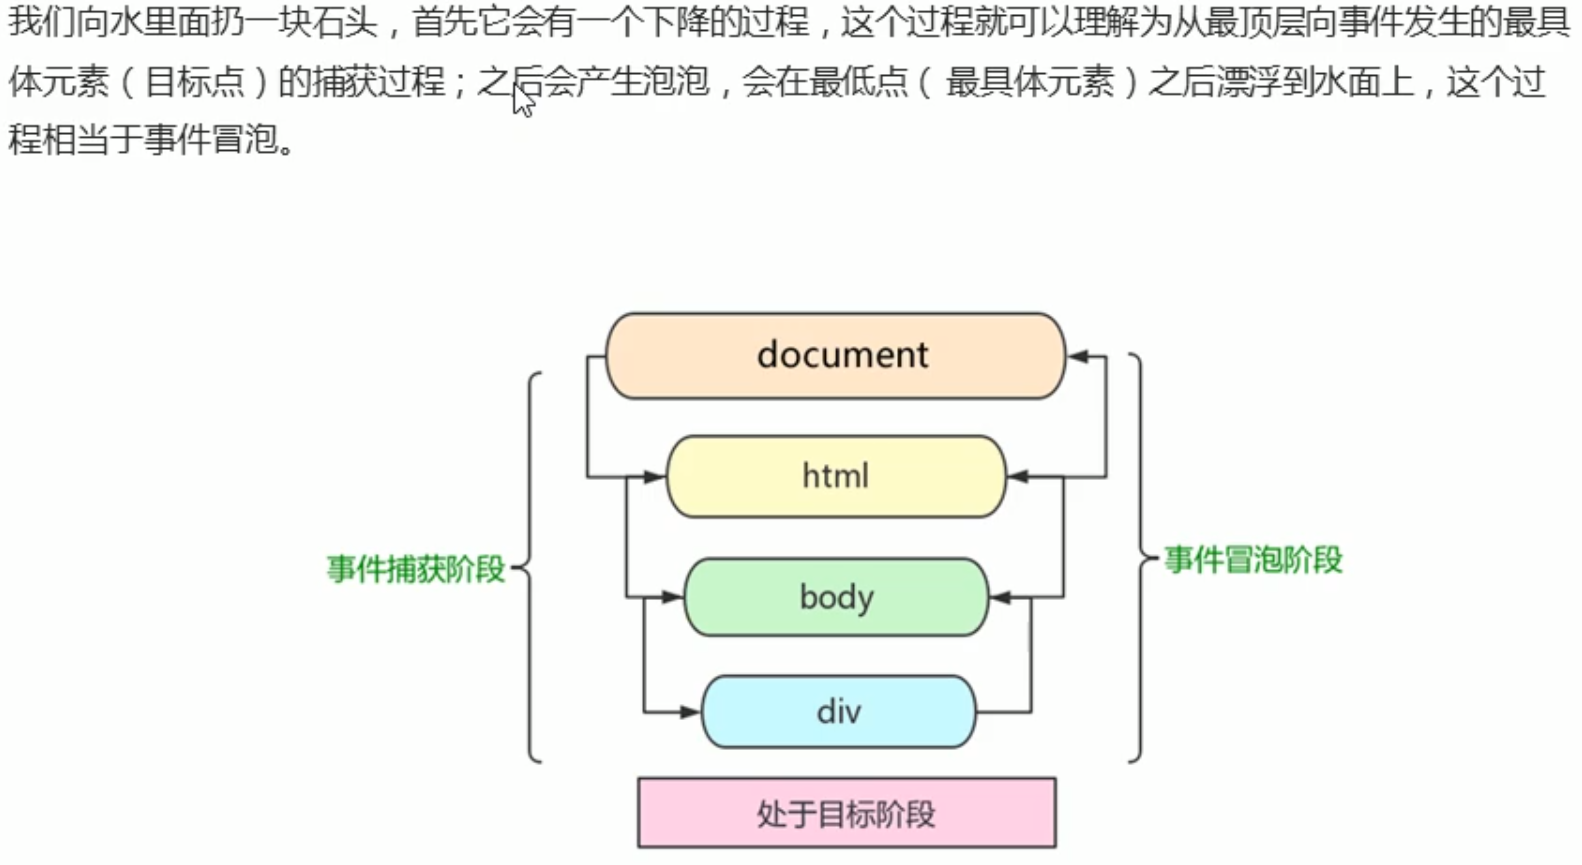 我们向水里面扔一块石头，首先它会有一个下降的过程，这个过程就可以理解为从最顶层向事件发生的最具
体元素（目标点）的捕获过程；之后会产生泡泡，会在最低点（ 最具体元素）之后漂浮到水面上，这个过
程相当于事件冒泡。
document
html
事件捕获阶段
事件冒泡阶段
body
div
处于目标阶段